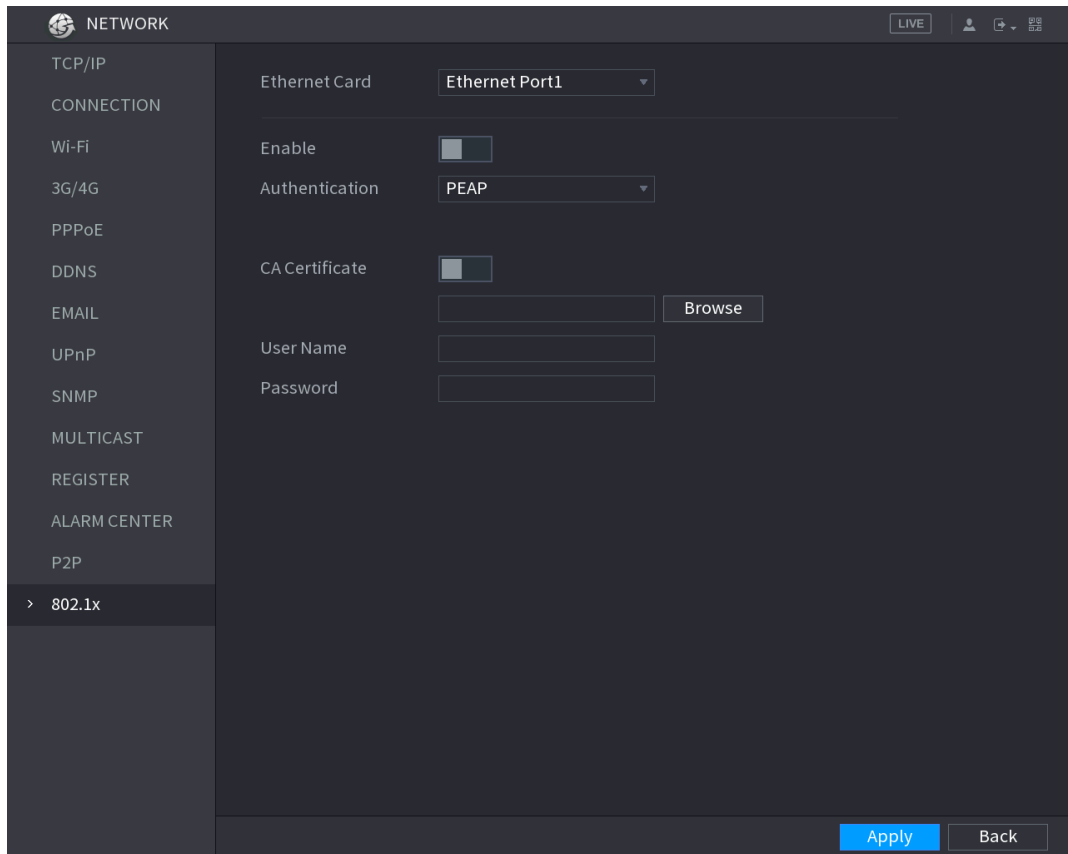 NETWORK
LIVE
TCP/IP
CONNECTION
Wi-Fi
3G/4G
PPPoE
DDNS
EMAIL
UPnP
SNMP
MULTICAST
REGISTER
ALARM CENTER
P2P
802.1x
Ethernet Card Ethernet Port1
Enable
Authentication PEAP
CA Certificate
Browse
User Name
Password
Apply Back